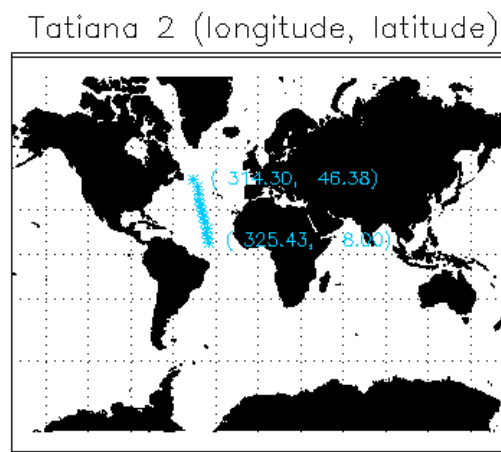 Tatiana 2 (longitude, latitude)
( 314.30, 46.38)
( 325.43, 8.00)